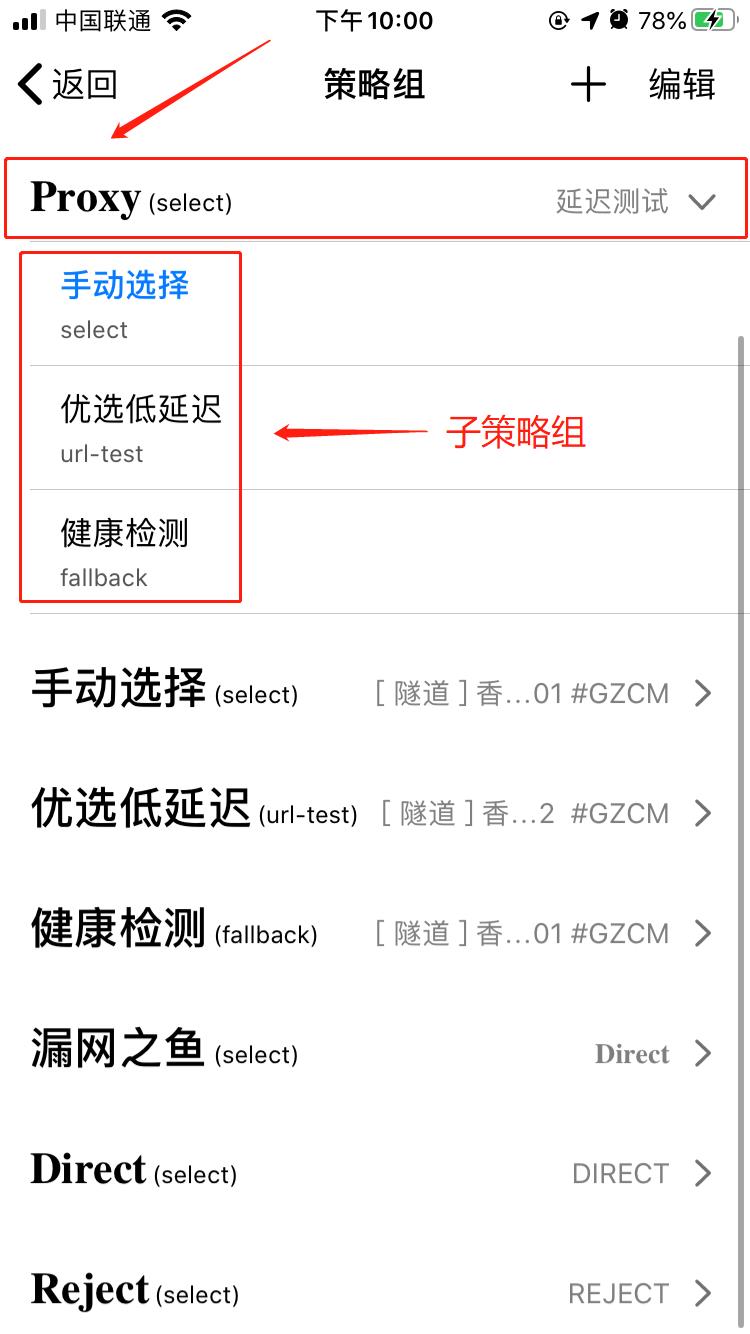 中国联通 下午10:00 78%
返回 策略组 编辑
Proxy (select) 延迟测试
手动选择
select
优选低延迟
url-test
子策略组
健康检测
fallback
手动选择 (select) [ 隧道 ] 香...01 #GZCM
优选低延迟 (url-test) [ 隧道 ] 香...2 #GZCM
健康检测 (fallback) [ 隧道 ] 香...01 #GZCM
漏网之鱼 (select) Direct
Direct (select) DIRECT
Reject (select) REJECT